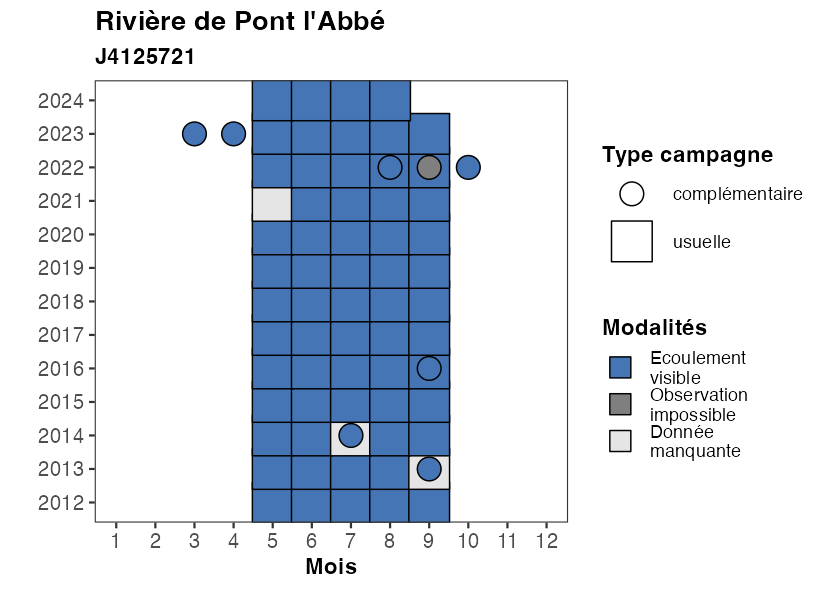 Rivière de Pont l'Abbé
J4125721
2024
2023
2022
2021
2020
2019
2018
2017
2016
2015
2014
2013
2012
1 2 3 4 5 6 7 8 9 10 11 12
Mois
Type campagne
complémentaire
usuelle
Modalités
Ecoulement
visible
Observation
impossible
Donnée
manquante